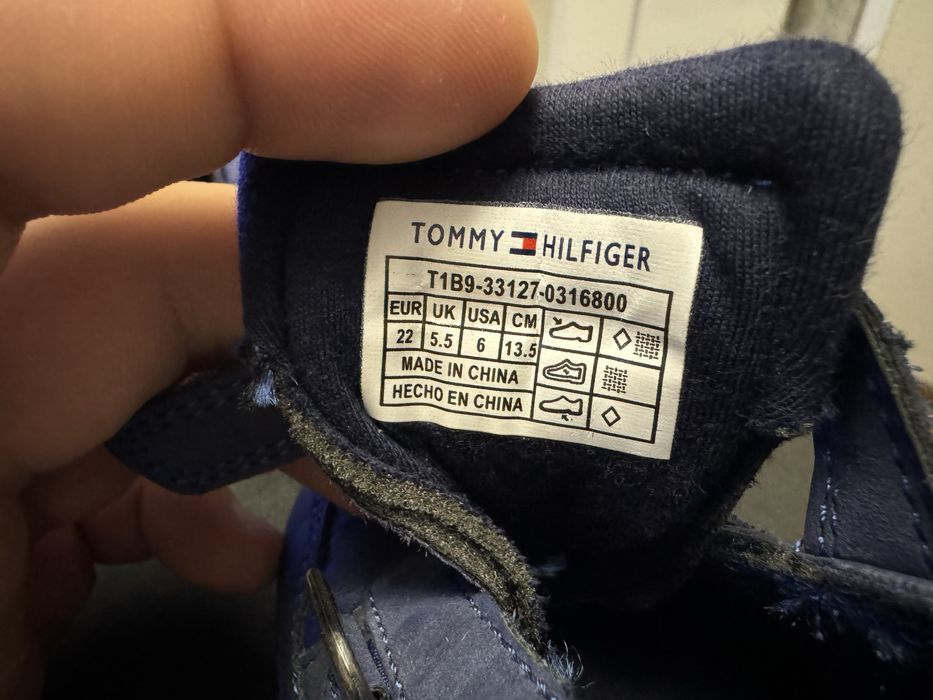 TOMMY HILFIGER
T1B9-33127-0316800
EUR UK USA CM
22 5.5 6 13.5
MADE IN CHINA
HECHO EN CHINA